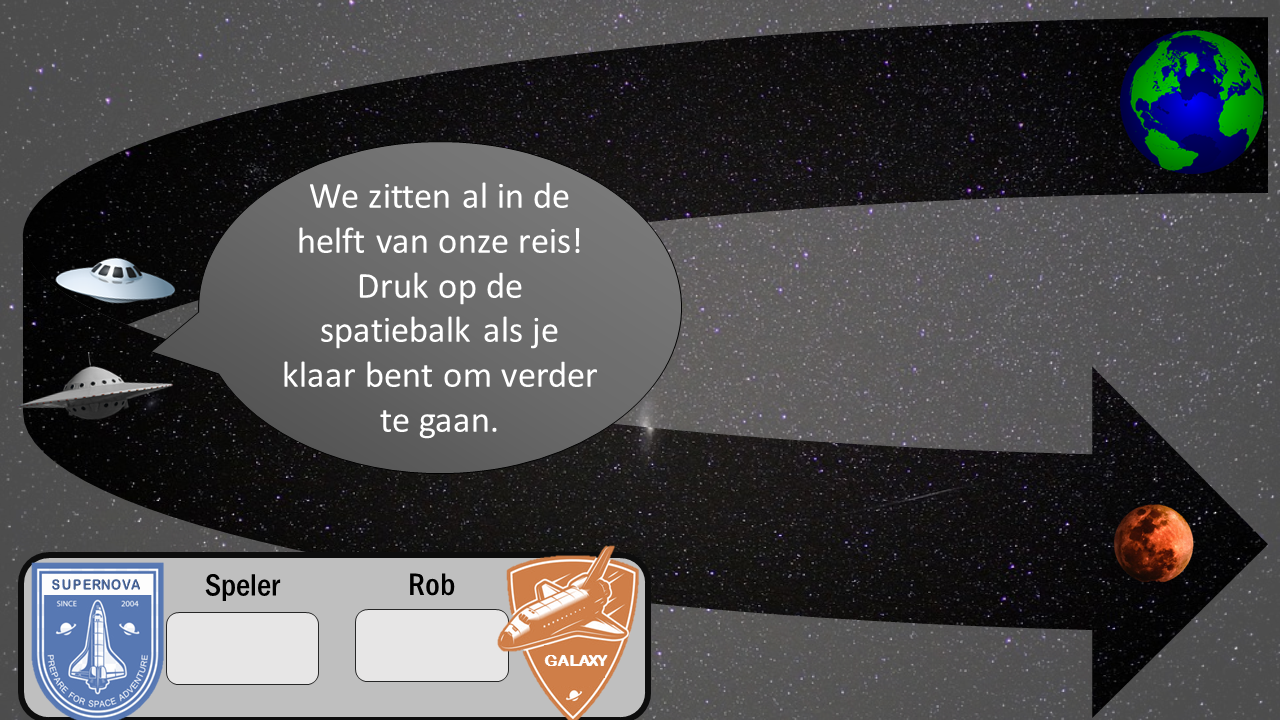 We zitten al in de
helft van onze reis!
Druk op de
spatiebalk als je
klaar bent om verder
te gaan.
Speler
Rob
SUPERNOVA
SINCE 2004
PREPARE FOR SPACE ADVENTURE
GALAXY